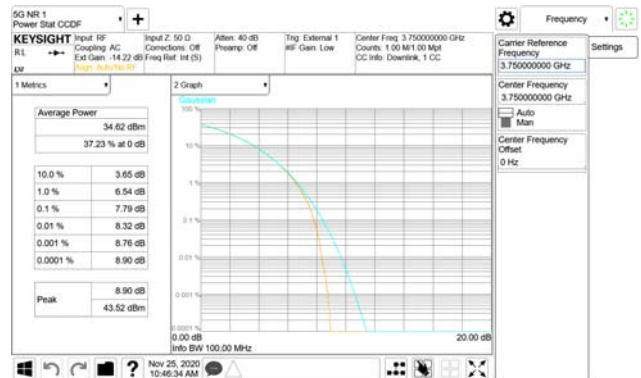 5G NR 1
Power Stat CCDF
Frequency
KEYSIGHT
RL
Input: RF
Coupling: AC
Ext Gain: -14.22 dB
Align: Auto/No RF
Input Z: 50 Ω
Corrections: Off
Freq Ref: Int (S)
Atten: 40 dB
Preamp: Off
Trig: External 1
#IF Gain: Low
Center Freq: 3.750000000 GHz
Counts: 1.00 M/1.00 Mpt
CC Info: Downlink, 1 CC
Carrier Reference
Frequency
3.750000000 GHz
Settings
Center Frequency
3.750000000 GHz
Auto
Man
Center Frequency
Offset
0 Hz
1 Metrics
Average Power
34.62 dBm
37.23 % at 0 dB
10.0 % 3.65 dB
1.0 % 6.54 dB
0.1 % 7.79 dB
0.01 % 8.32 dB
0.001 % 8.76 dB
0.0001 % 8.90 dB
Peak
8.90 dB
43.52 dBm
2 Graph
Gaussian
100 %
10 %
1 %
0.1 %
0.01 %
0.001 %
0.0001 %
0.00 dB
20.00 dB
Info BW 100.00 MHz
?
Nov 25, 2020
10:46:34 AM